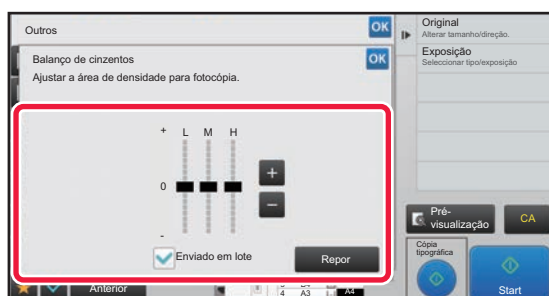 Outros
OK
Balanço de cinzentos
OK
Ajustar a área de densidade para fotocópia.
+ L M H
0
-
+
-
Enviado em lote
Repor
Anterior
4 A3
A4
Original
Alterar tamanho/direção.
Exposição
Seleccionar tipo/exposição
Pré-
visualização
CA
Cópia
tipográfica
Start